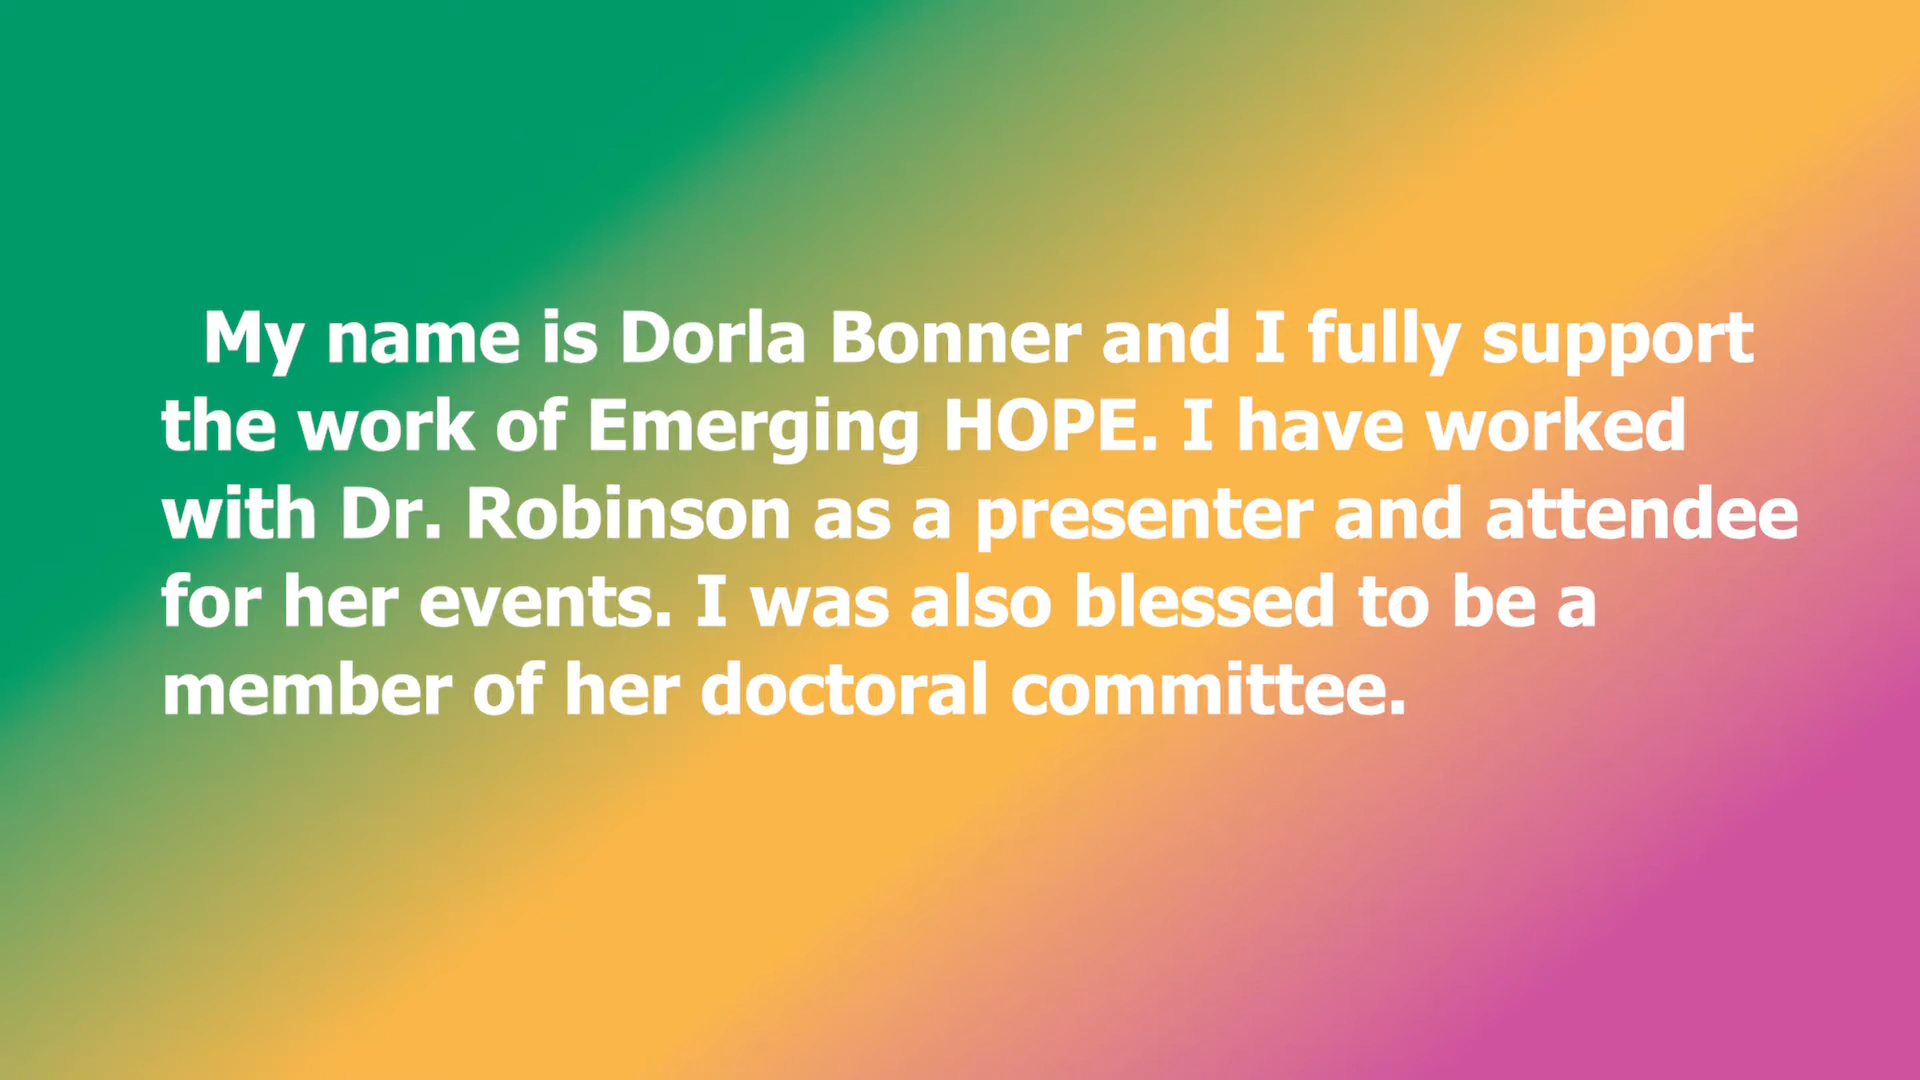 My name is Dorla Bonner and I fully support
the work of Emerging HOPE. I have worked
with Dr. Robinson as a presenter and attendee
for her events. I was also blessed to be a
member of her doctoral committee.